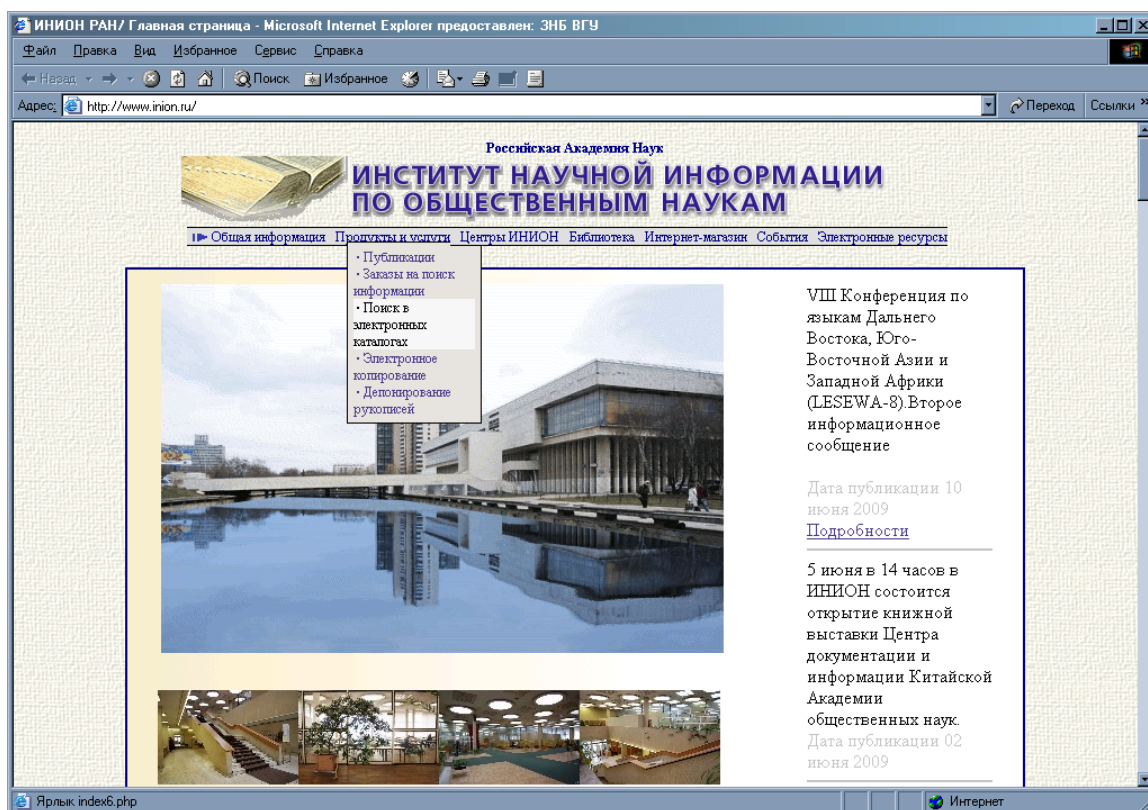 ИНИОН РАН/ Главная страница - Microsoft Internet Explorer предоставлен: ЗНБ ВГУ
Файл Правка Вид Избранное Сервис Справка
Назад Поиск Избранное
Адрес: http://www.inion.ru/ Переход Ссылки »
Российская Академия Наук
ИНСТИТУТ НАУЧНОЙ ИНФОРМАЦИИ
ПО ОБЩЕСТВЕННЫМ НАУКАМ
Общая информация Продукты и услуги Центры ИНИОН Библиотека Интернет-магазин События Электронные ресурсы
· Публикации
· Заказы на поиск
информации
· Поиск в
электронных
каталогах
· Электронное
копирование
· Депонирование
рукописей
VIII Конференция по
языкам Дальнего
Востока, Юго-
Восточной Азии и
Западной Африки
(LESEWA-8).Второе
информационное
сообщение
Дата публикации 10
июня 2009
Подробности
5 июня в 14 часов в
ИНИОН состоится
открытие книжной
выставки Центра
документации и
информации Китайской
Академии
общественных наук.
Дата публикации 02
июня 2009
Ярлык index6.php Интернет